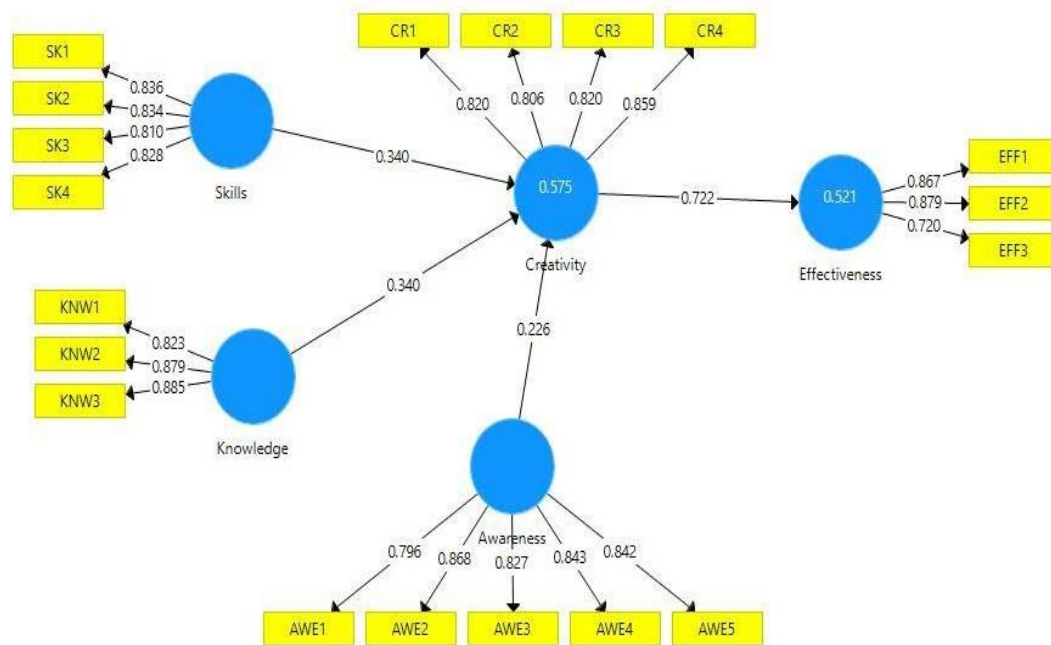 CR1
CR2
CR3
CR4
SK1
SK2
SK3
SK4
0.836
0.834
0.810
0.828
Skills
0.820
0.806
0.820
0.859
0.340
0.575
Creativity
0.722
0.521
Effectiveness
0.867
0.879
0.720
EFF1
EFF2
EFF3
0.340
KNW1
KNW2
KNW3
0.823
0.879
0.885
Knowledge
0.226
Awareness
0.796
0.868
0.827
0.843
0.842
AWE1
AWE2
AWE3
AWE4
AWE5